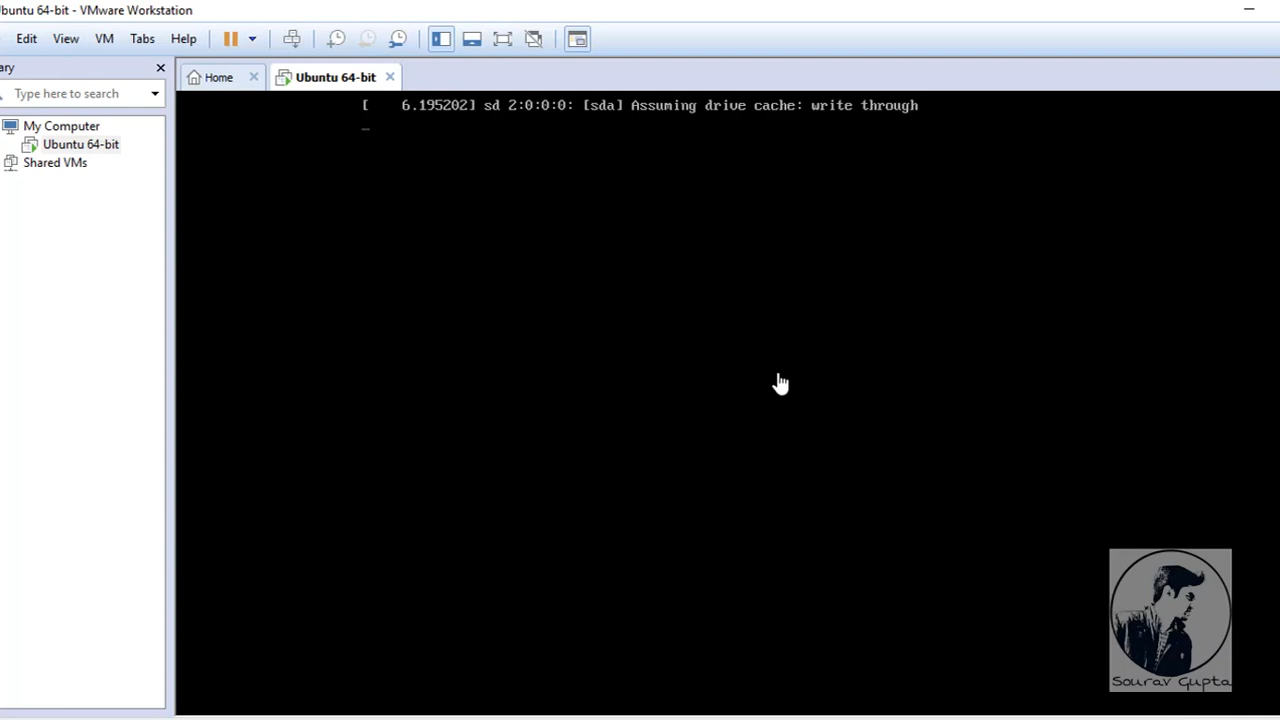 buntu 64-bit - VMware Workstation
Edit View VM Tabs Help
ary
Type here to search
My Computer
Ubuntu 64-bit
Shared VMs
Home
Ubuntu 64-bit
[ 6.195202] sd 2:0:0:0: [sda] Assuming drive cache: write through
Sourav Gupta